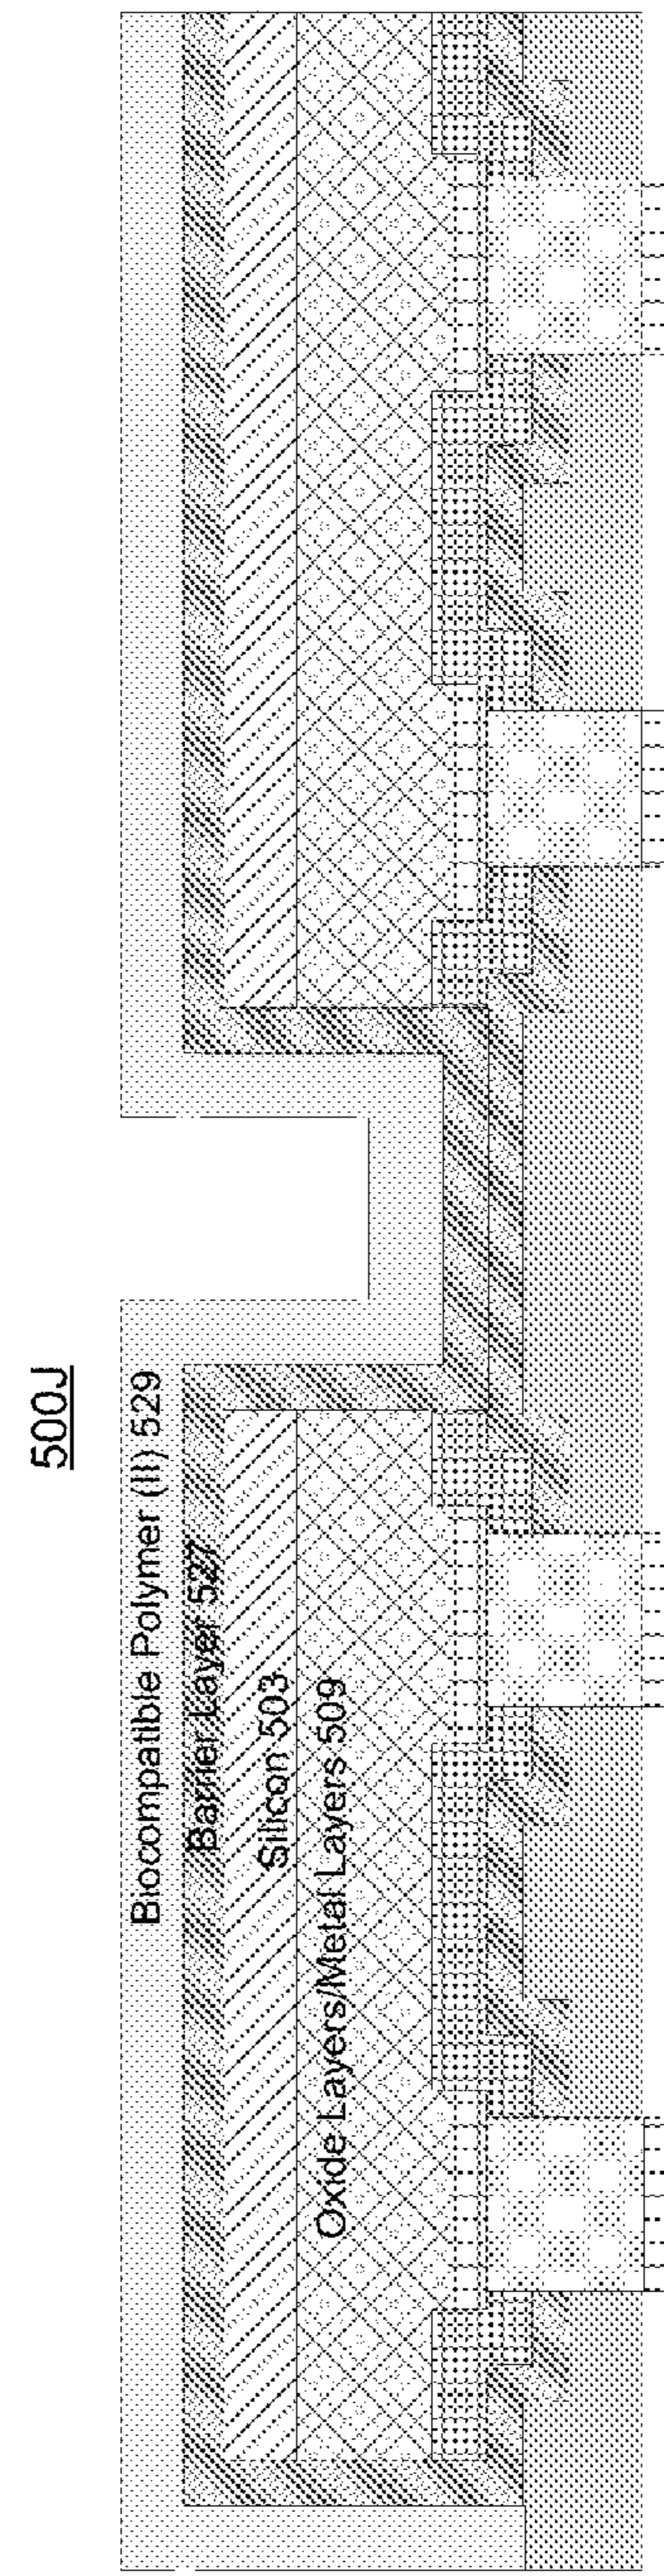 500J
Biocompatible Polymer (II) 529
Barrier Layer 527
Silicon 503
Oxide Layers/Metal Layers 509